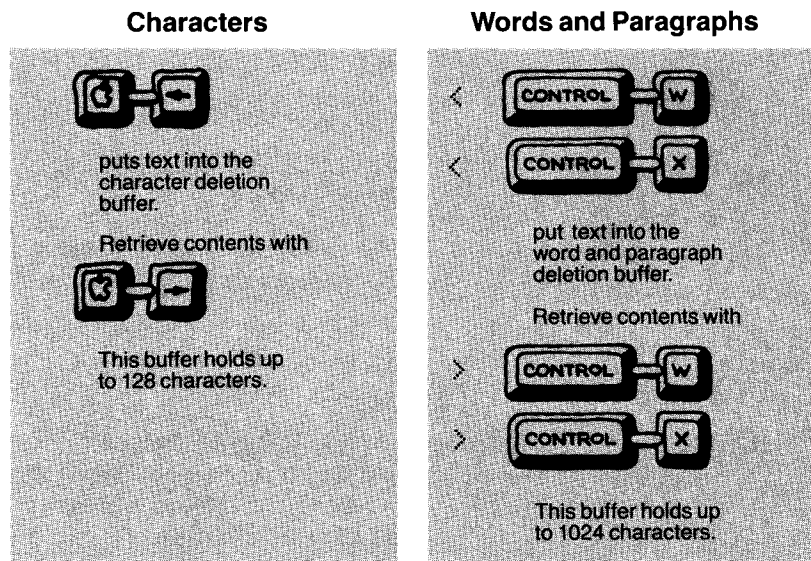 Characters
puts text into the
character deletion
buffer.
Retrieve contents with
This buffer holds up
to 128 characters.
Words and Paragraphs
< CONTROL W
< CONTROL X
put text into the
word and paragraph
deletion buffer.
Retrieve contents with
> CONTROL W
> CONTROL X
This buffer holds up
to 1024 characters.